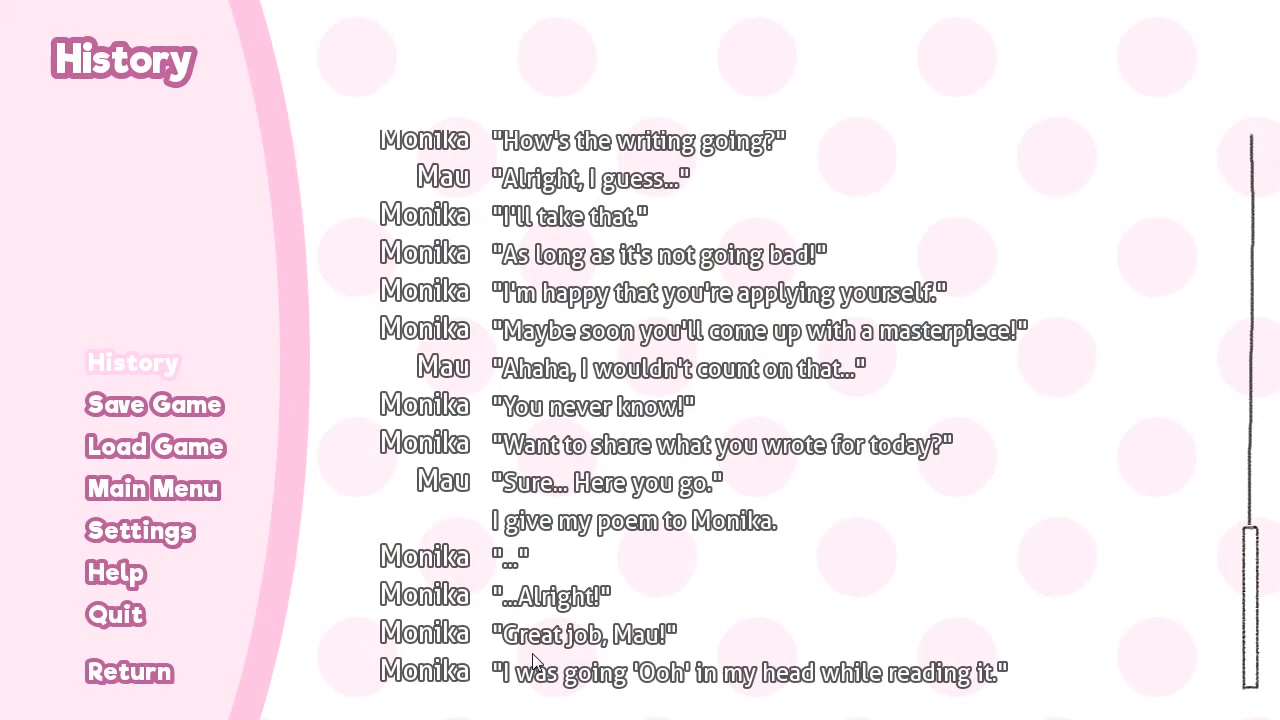 History
Monika "How's the writing going?"
Mau "Alright, I guess..."
Monika "I'll take that."
Monika "As long as it's not going bad!"
Monika "I'm happy that you're applying yourself."
Monika "Maybe soon you'll come up with a masterpiece!"
Mau "Ahaha, I wouldn't count on that..."
Monika "You never know!"
Monika "Want to share what you wrote for today?"
Mau "Sure... Here you go."
I give my poem to Monika.
Monika "..."
Monika "...Alright!"
Monika "Great job, Mau!"
Monika "I was going 'Ooh' in my head while reading it."
History
Save Game
Load Game
Main Menu
Settings
Help
Quit
Return